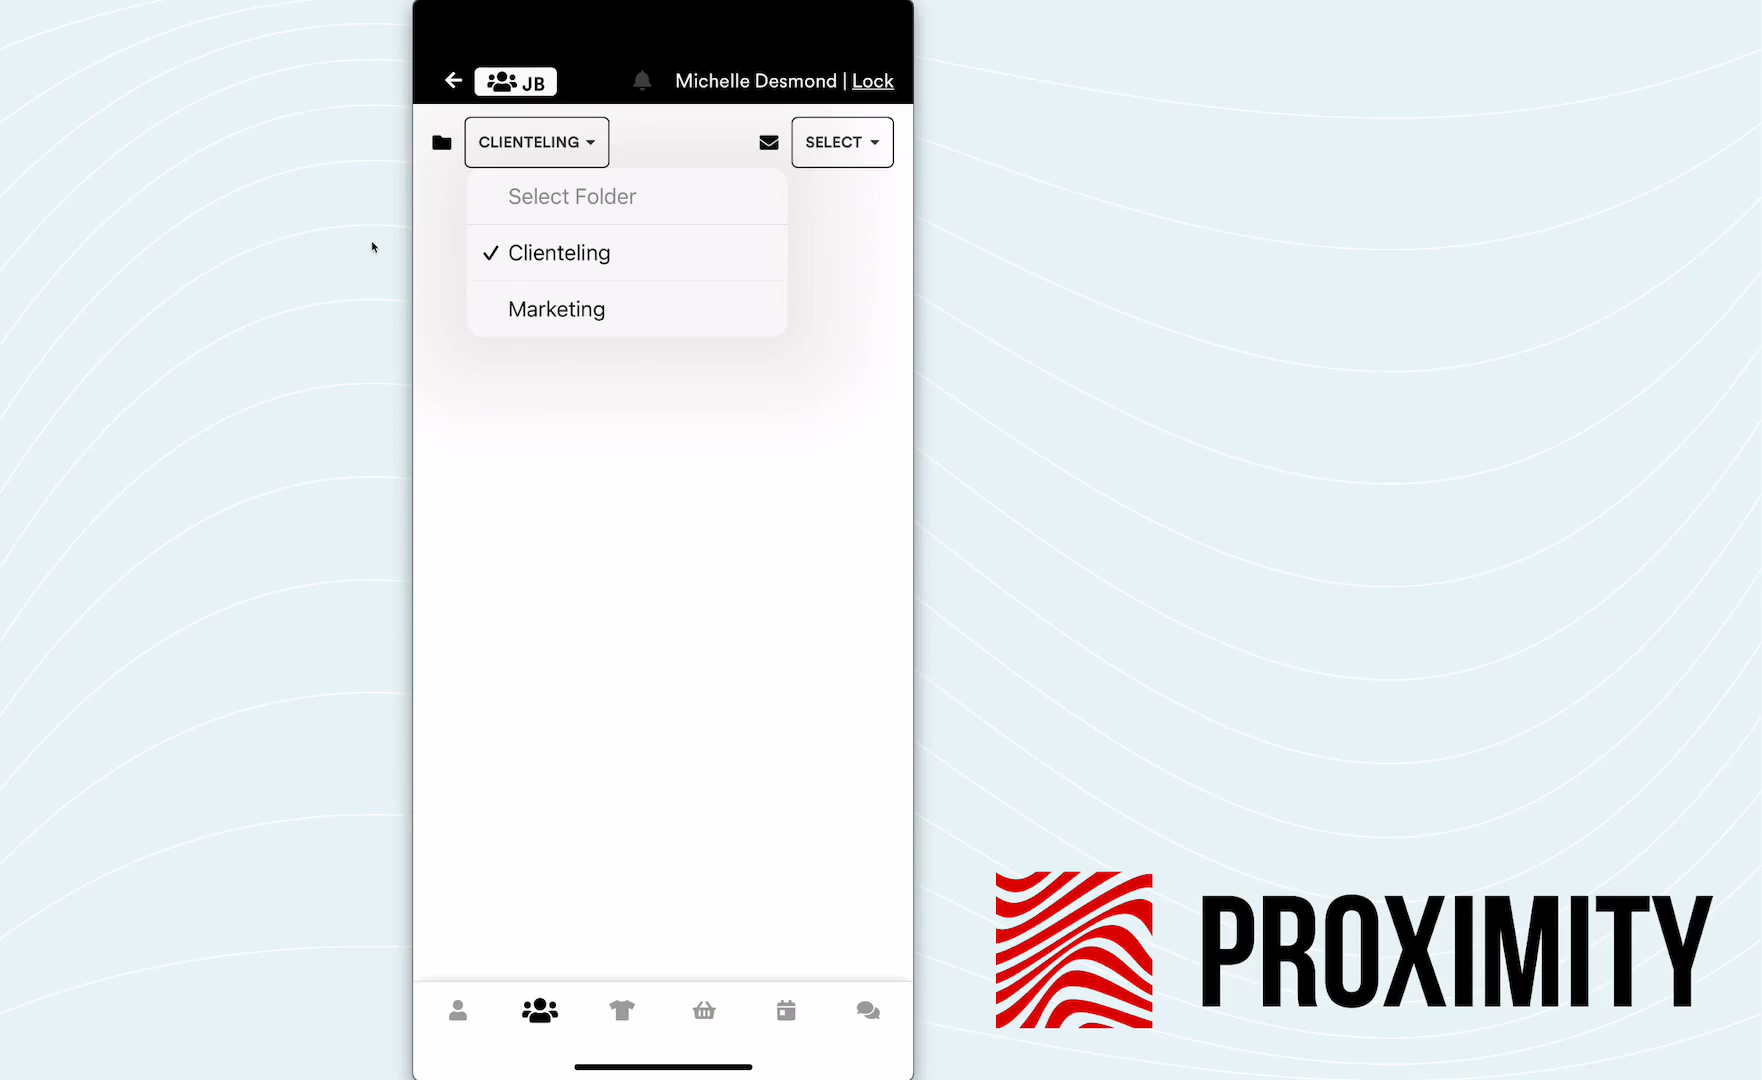 JB
Michelle Desmond | Lock
CLIENTELING
SELECT
Select Folder
✓ Clienteling
Marketing
PROXIMITY